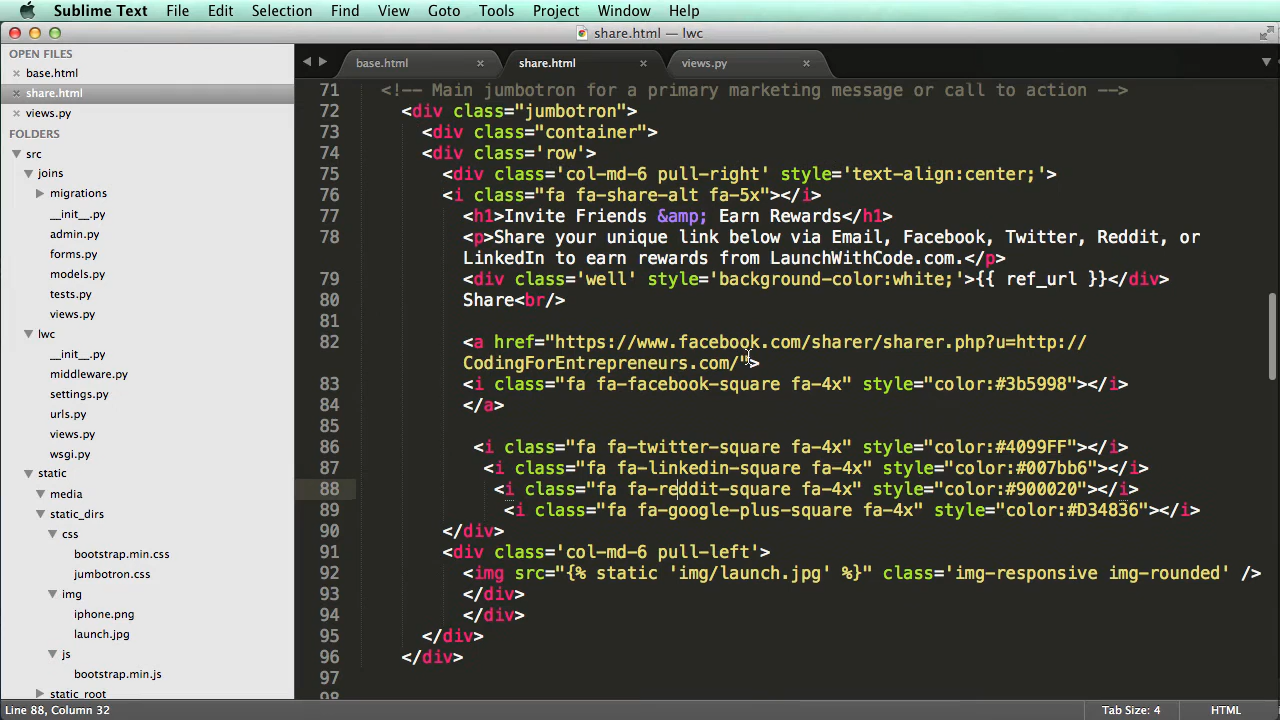 Sublime Text File Edit Selection Find View Goto Tools Project Window Help
share.html — lwc
OPEN FILES
× base.html
× share.html
× views.py
FOLDERS
src
joins
migrations
__init__.py
admin.py
forms.py
models.py
tests.py
views.py
lwc
__init__.py
middleware.py
settings.py
urls.py
views.py
wsgi.py
static
media
static_dirs
css
bootstrap.min.css
jumbotron.css
img
iphone.png
launch.jpg
js
bootstrap.min.js
static_root
base.html × share.html × views.py ×
71 <!-- Main jumbotron for a primary marketing message or call to action -->
72 <div class="jumbotron">
73 <div class="container">
74 <div class='row'>
75 <div class='col-md-6 pull-right' style='text-align:center;'>
76 <i class="fa fa-share-alt fa-5x"></i>
77 <h1>Invite Friends &amp; Earn Rewards</h1>
78 <p>Share your unique link below via Email, Facebook, Twitter, Reddit, or
LinkedIn to earn rewards from LaunchWithCode.com.</p>
79 <div class='well' style='background-color:white;'>{{ ref_url }}</div>
80 Share<br/>
81
82 <a href="https://www.facebook.com/sharer/sharer.php?u=http://
CodingForEntrepreneurs.com/">
83 <i class="fa fa-facebook-square fa-4x" style="color:#3b5998"></i>
84 </a>
85
86 <i class="fa fa-twitter-square fa-4x" style="color:#4099FF"></i>
87 <i class="fa fa-linkedin-square fa-4x" style="color:#007bb6"></i>
88 <i class="fa fa-reddit-square fa-4x" style="color:#900020"></i>
89 <i class="fa fa-google-plus-square fa-4x" style="color:#D34836"></i>
90 </div>
91 <div class='col-md-6 pull-left'>
92 <img src="{% static 'img/launch.jpg' %}" class='img-responsive img-rounded' />
93 </div>
94 </div>
95 </div>
96 </div>
97
98
Line 88, Column 32 Tab Size: 4 HTML